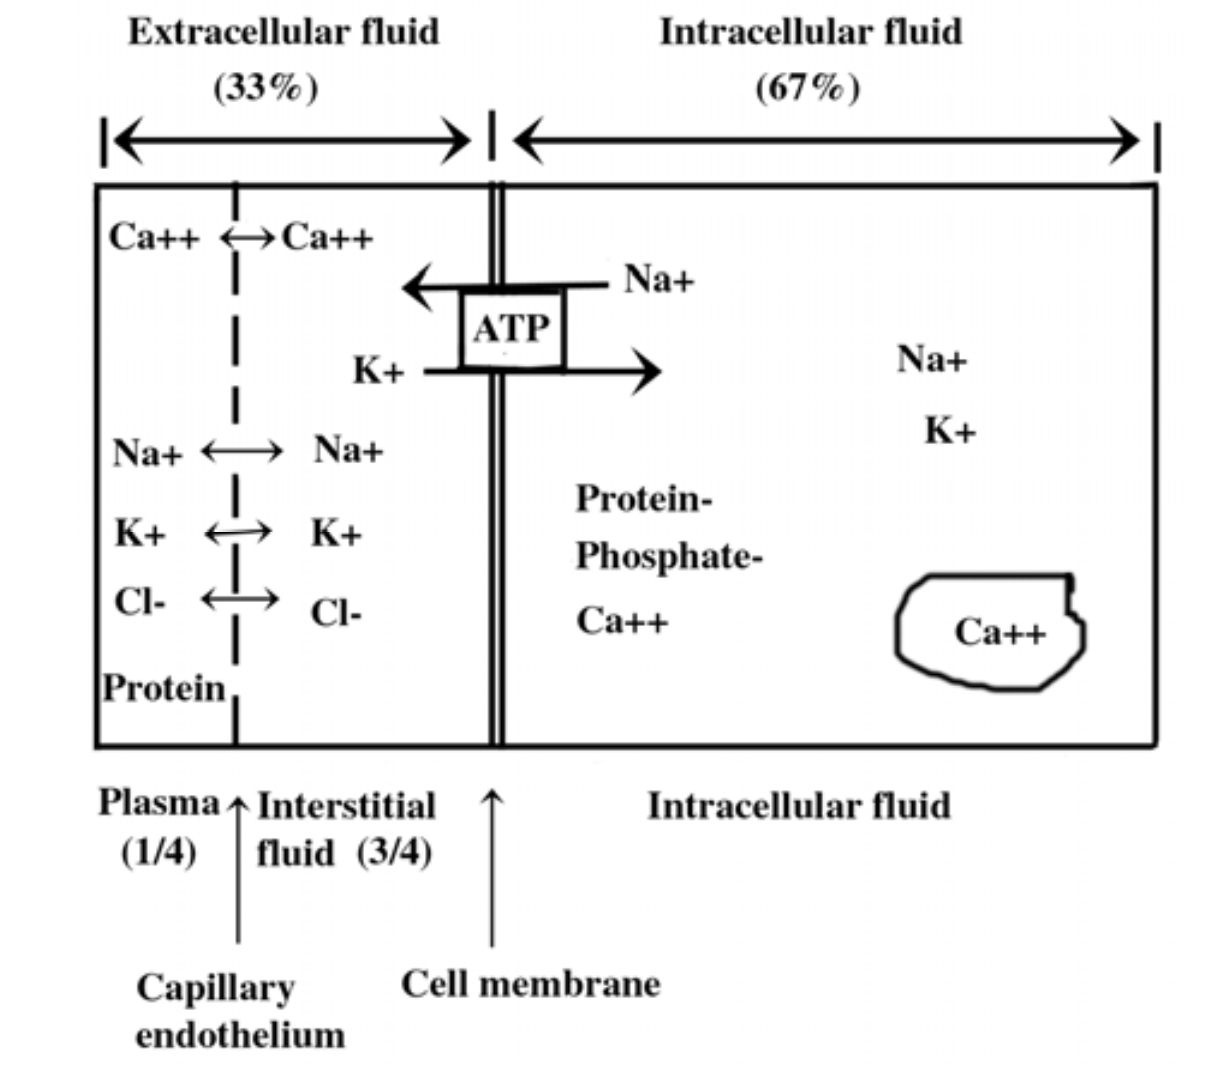 Extracellular fluid
(33%)
Intracellular fluid
(67%)
Ca++ Ca++
Na+
ATP
K+
Na+
K+
Na+ Na+
K+ K+
Cl- Cl-
Protein
Protein-
Phosphate-
Ca++
Ca++
Plasma
(1/4)
Interstitial
fluid (3/4)
Intracellular fluid
Capillary
endothelium
Cell membrane